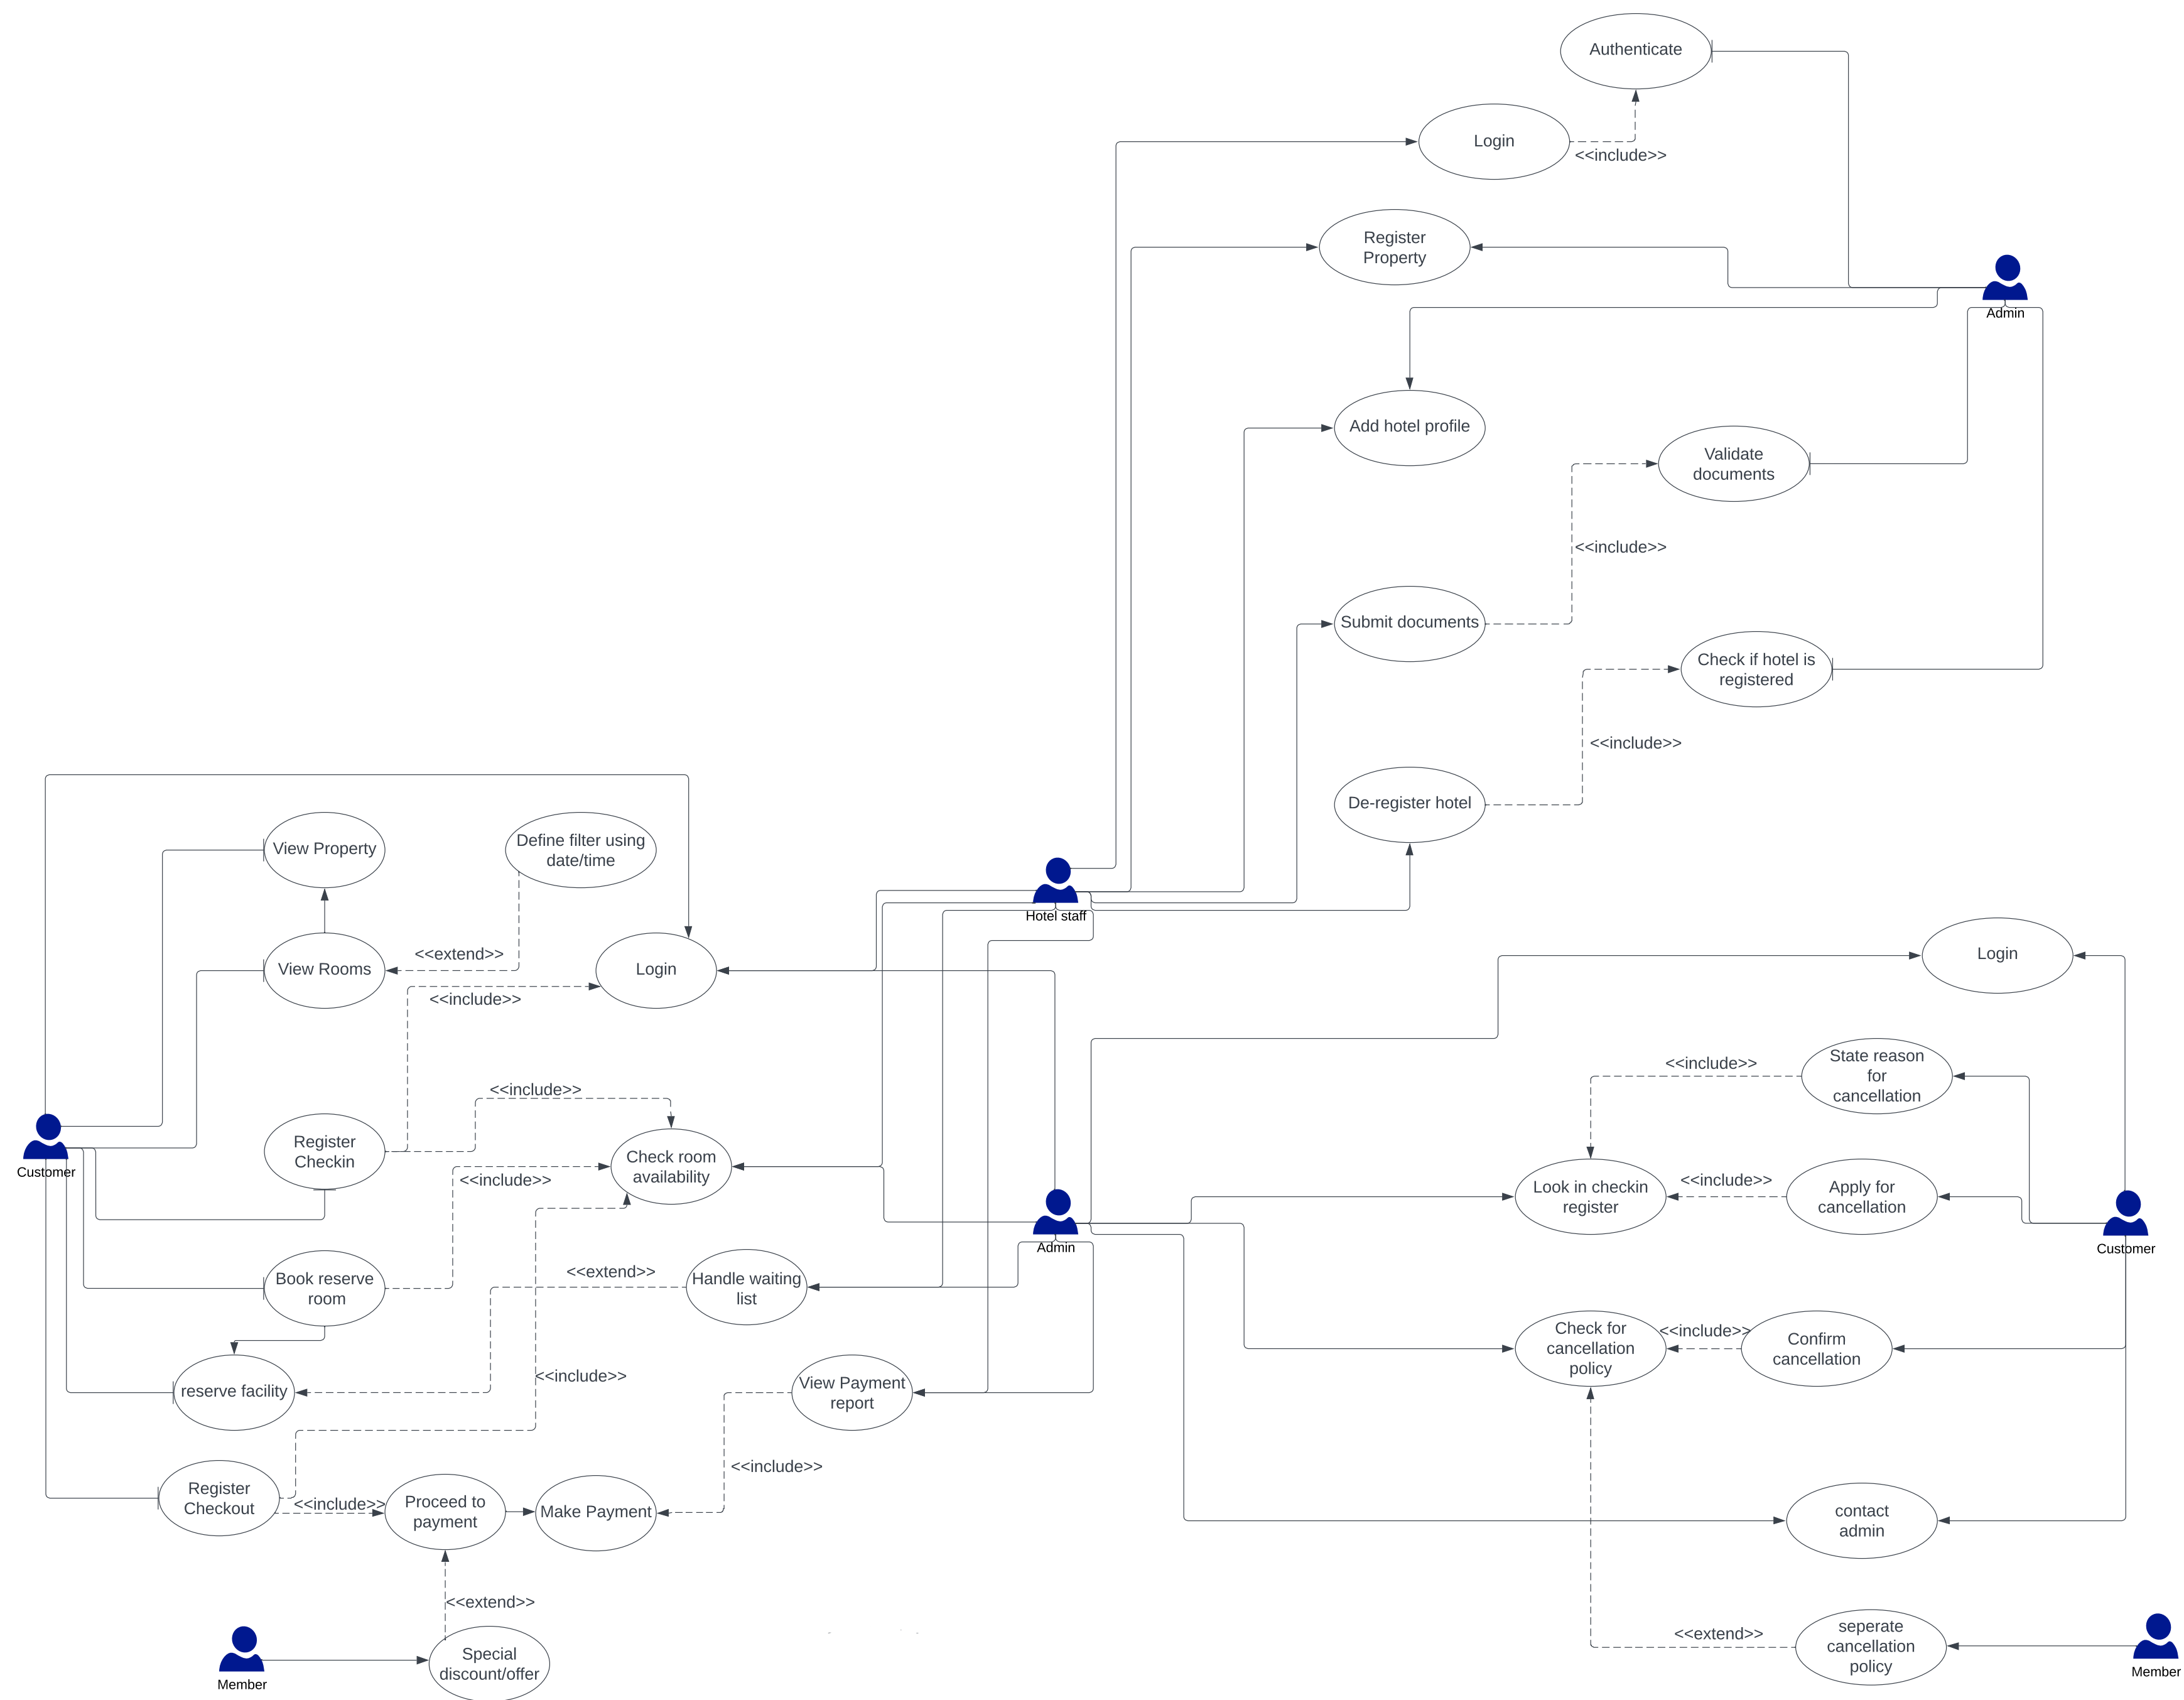 Authenticate
Login
<<include>>
Register
Property
Admin
Add hotel profile
Validate
documents
<<include>>
Submit documents
Check if hotel is
registered
<<include>>
De-register hotel
Hotel staff
View Property
Define filter using
date/time
<<extend>>
View Rooms
Login
<<include>>
<<include>>
Customer
Register
Checkin
Check room
availability
<<include>>
Admin
Book reserve
room
<<extend>>
Handle waiting
list
reserve facility
<<include>>
View Payment
report
<<include>>
Register
Checkout
<<include>>
Proceed to
payment
Make Payment
<<extend>>
Member
Special
discount/offer
Login
<<include>>
State reason
for
cancellation
Look in checkin
register
<<include>>
Apply for
cancellation
Customer
Check for
cancellation
policy
<<include>>
Confirm
cancellation
contact
admin
<<extend>>
seperate
cancellation
policy
Member